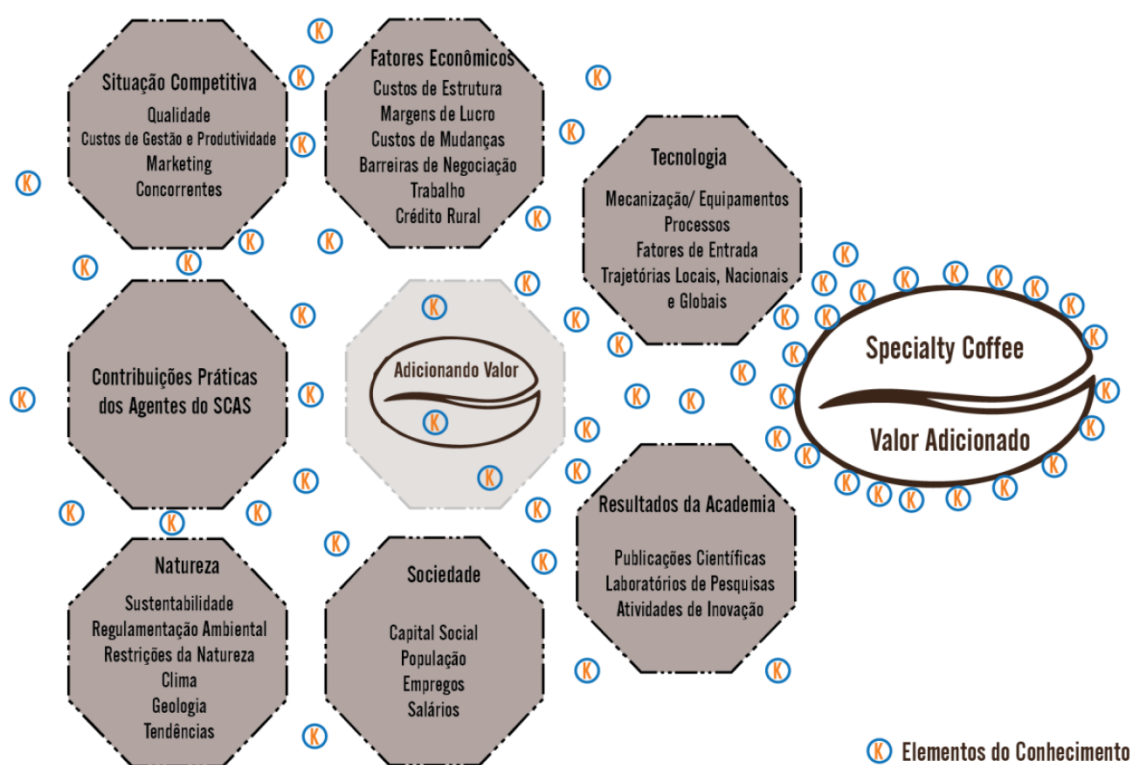 Situação Competitiva
Qualidade
Custos de Gestão e Produtividade
Marketing
Concorrentes
Fatores Econômicos
Custos de Estrutura
Margens de Lucro
Custos de Mudanças
Barreiras de Negociação
Trabalho
Crédito Rural
Tecnologia
Mecanização/ Equipamentos
Processos
Fatores de Entrada
Trajetórias Locais, Nacionais
e Globais
Contribuições Práticas
dos Agentes do SCAS
Adicionando Valor
Specialty Coffee
Valor Adicionado
Natureza
Sustentabilidade
Regulamentação Ambiental
Restrições da Natureza
Clima
Geologia
Tendências
Sociedade
Capital Social
População
Empregos
Salários
Resultados da Academia
Publicações Científicas
Laboratórios de Pesquisas
Atividades de Inovação
K Elementos do Conhecimento